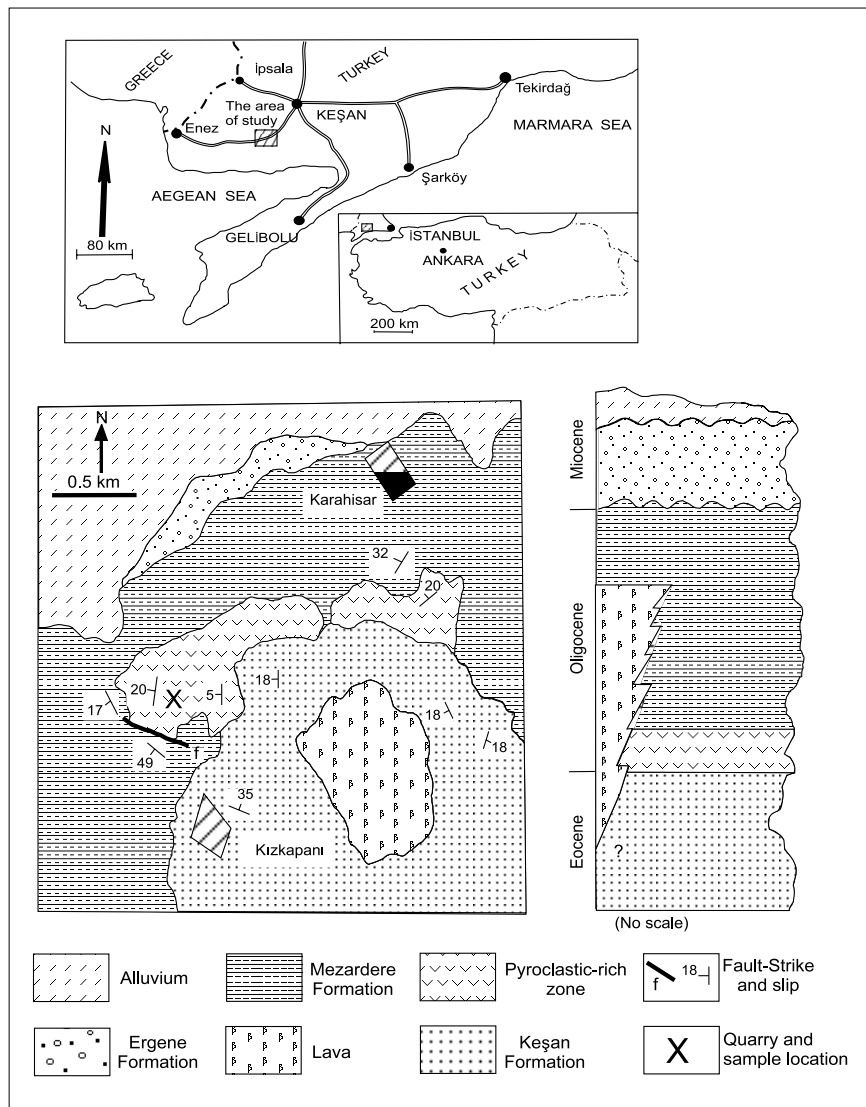 GREECE
İpsala
TURKEY
Tekirdağ
The area
of study
KEŞAN
Enez
MARMARA SEA
N
Şarköy
AEGEAN SEA
GELİBOLU
80 km
İSTANBUL
ANKARA
TURKEY
200 km
N
0.5 km
Karahisar
32
20
18
20
5
17
18
18
49
f
35
Kızkapanı
Miocene
Oligocene
Eocene
?
(No scale)
Alluvium
Mezardere
Formation
Pyroclastic-rich
zone
f
18
Fault-Strike
and slip
Ergene
Formation
β
Lava
Keşan
Formation
X
Quarry and
sample location